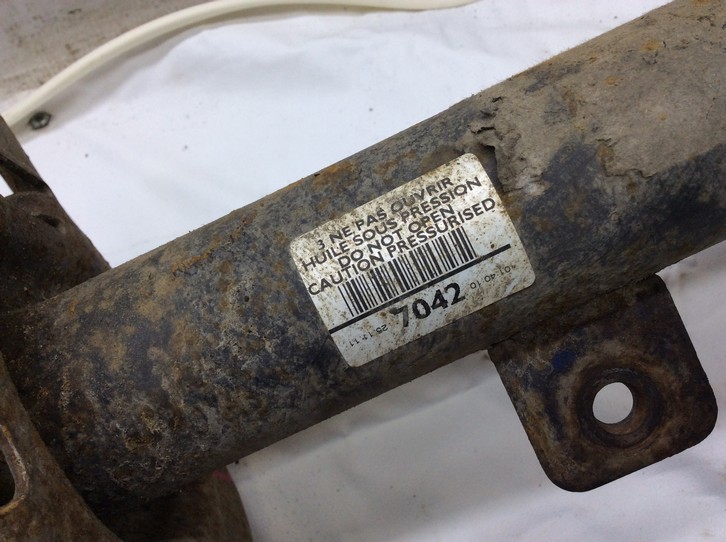 3 NE PAS OUVRIR
HUILE SOUS PRESSION
DO NOT OPEN
CAUTION PRESSURISED
7042